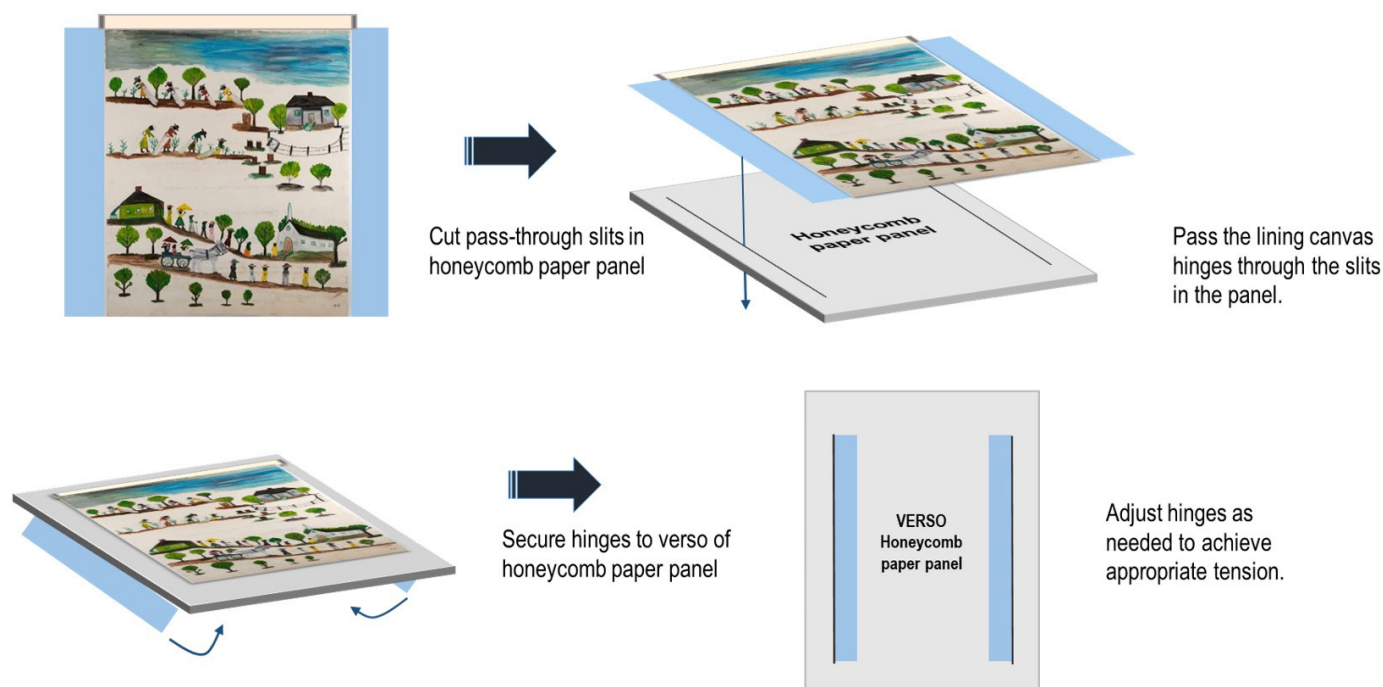 Cut pass-through slits in
honeycomb paper panel
Honeycomb
paper panel
Pass the lining canvas
hinges through the slits
in the panel.
Secure hinges to verso of
honeycomb paper panel
VERSO
Honeycomb
paper panel
Adjust hinges as
needed to achieve
appropriate tension.